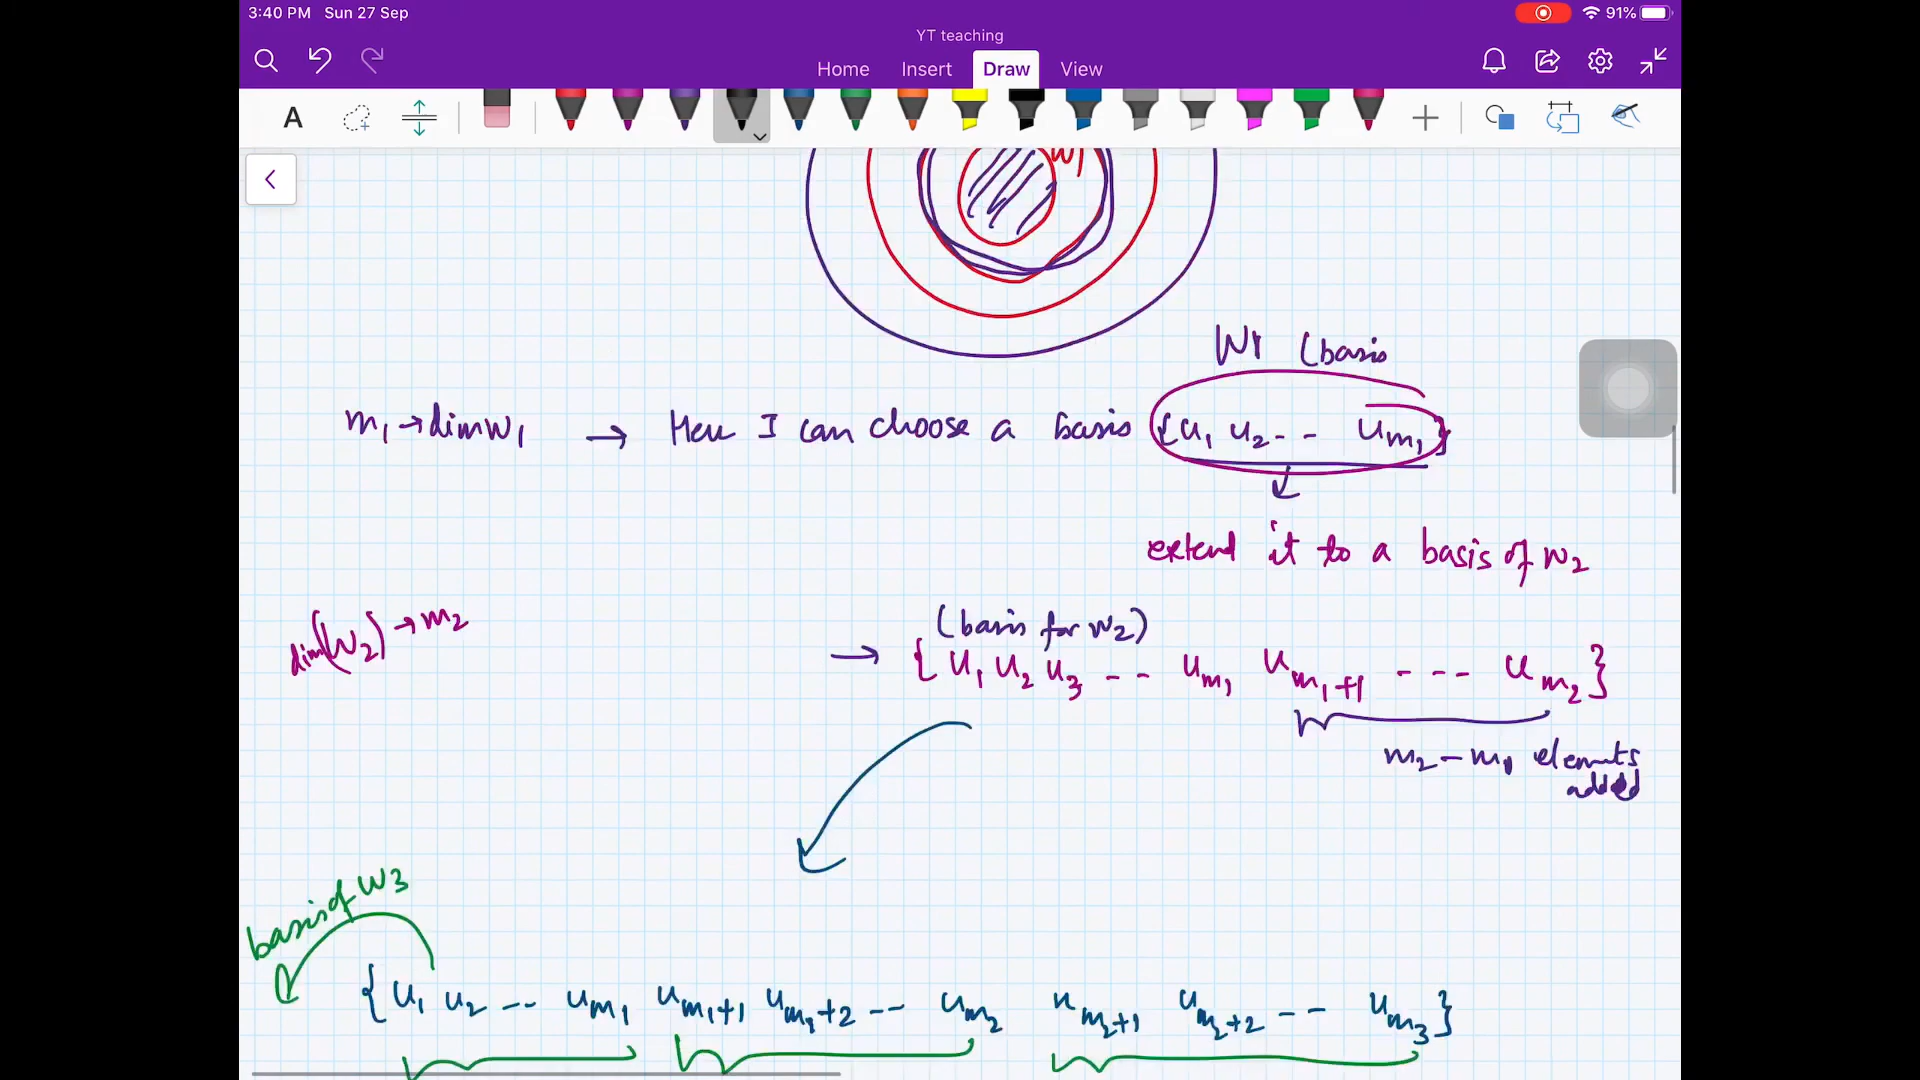 3:40 PM Sun 27 Sep
91%
YT teaching
Home Insert Draw View
A
W1
W1 (basis
m₁→dimW₁ → Here I can choose a basis {u₁ u₂-- uₘ₁}
extend it to a basis of W₂
dim(W₂)→m₂
(basis for W₂)
→ {u₁ u₂ u₃ -- uₘ₁ uₘ₁₊₁ --- uₘ₂}
m₂-m₁ elements
added
basis of W3
{u₁ u₂ -- uₘ₁ uₘ₁₊₁ uₘ₁₊₂ -- uₘ₂ uₘ₂₊₁ uₘ₂₊₂ -- uₘ₃}